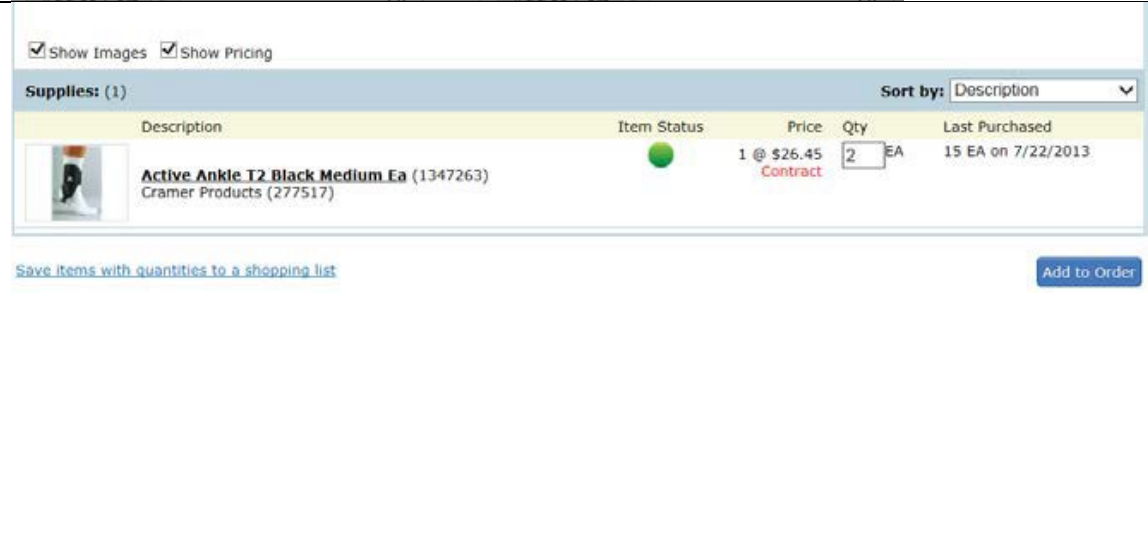 Show Images Show Pricing
Supplies: (1) Sort by: Description
Description Item Status Price Qty Last Purchased
Active Ankle T2 Black Medium Ea (1347263) 1 @ $26.45 2 EA 15 EA on 7/22/2013
Cramer Products (277517) Contract
Save items with quantities to a shopping list Add to Order